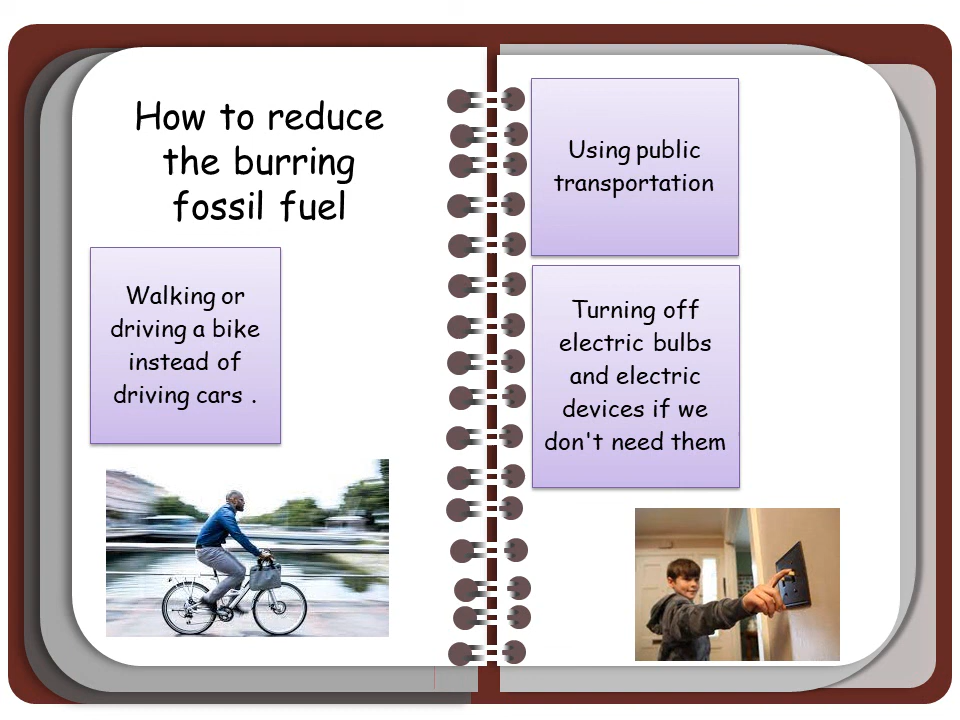 How to reduce
the burring
fossil fuel
Walking or
driving a bike
instead of
driving cars .
Using public
transportation
Turning off
electric bulbs
and electric
devices if we
don't need them